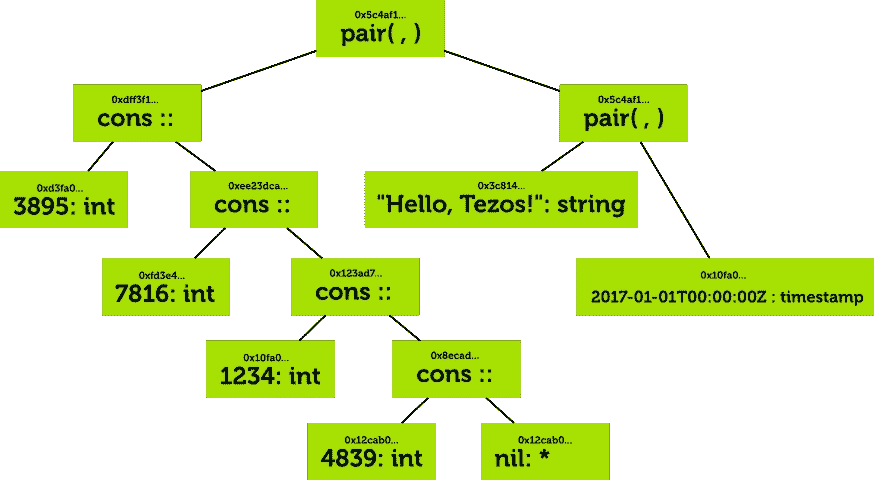 0x5c4af1...
pair( , )
0xdff3f1...
cons ::
0x5c4af1...
pair( , )
0xd3fa0...
3895: int
0xee23dca...
cons ::
0x3c814...
"Hello, Tezos!": string
0xfd3e4...
7816: int
0x123ad7...
cons ::
0x10fa0...
2017-01-01T00:00:00Z : timestamp
0x10fa0...
1234: int
0x8ecad...
cons ::
0x12cab0...
4839: int
0x12cab0...
nil: *